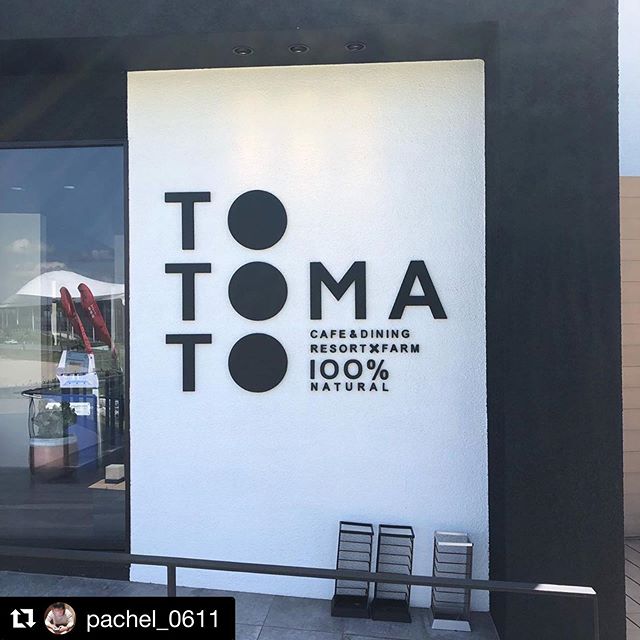 TO
TOMA
TO
CAFE&DINING
RESORT×FARM
100%
NATURAL
pachel_0611